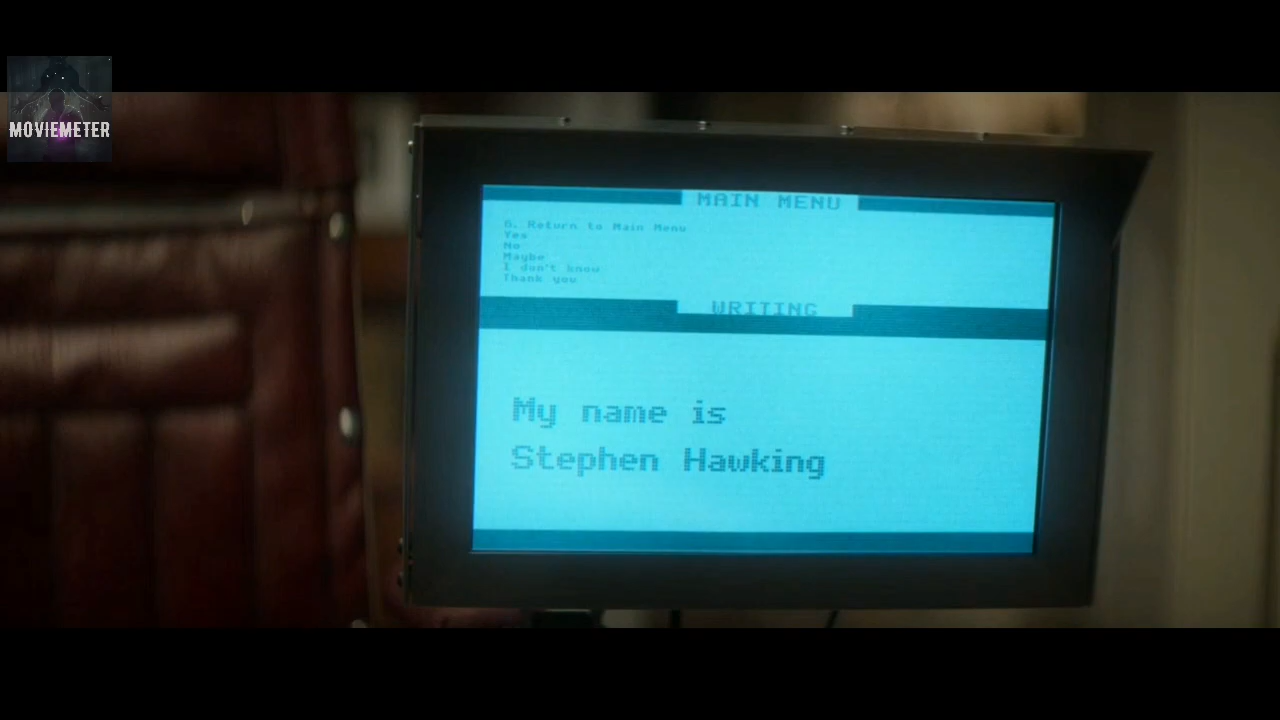 MOVIEMETER
MAIN MENU
0. Return to Main Menu
Yes
No
Maybe
I don't know
Thank you
WRITING
My name is
Stephen Hawking